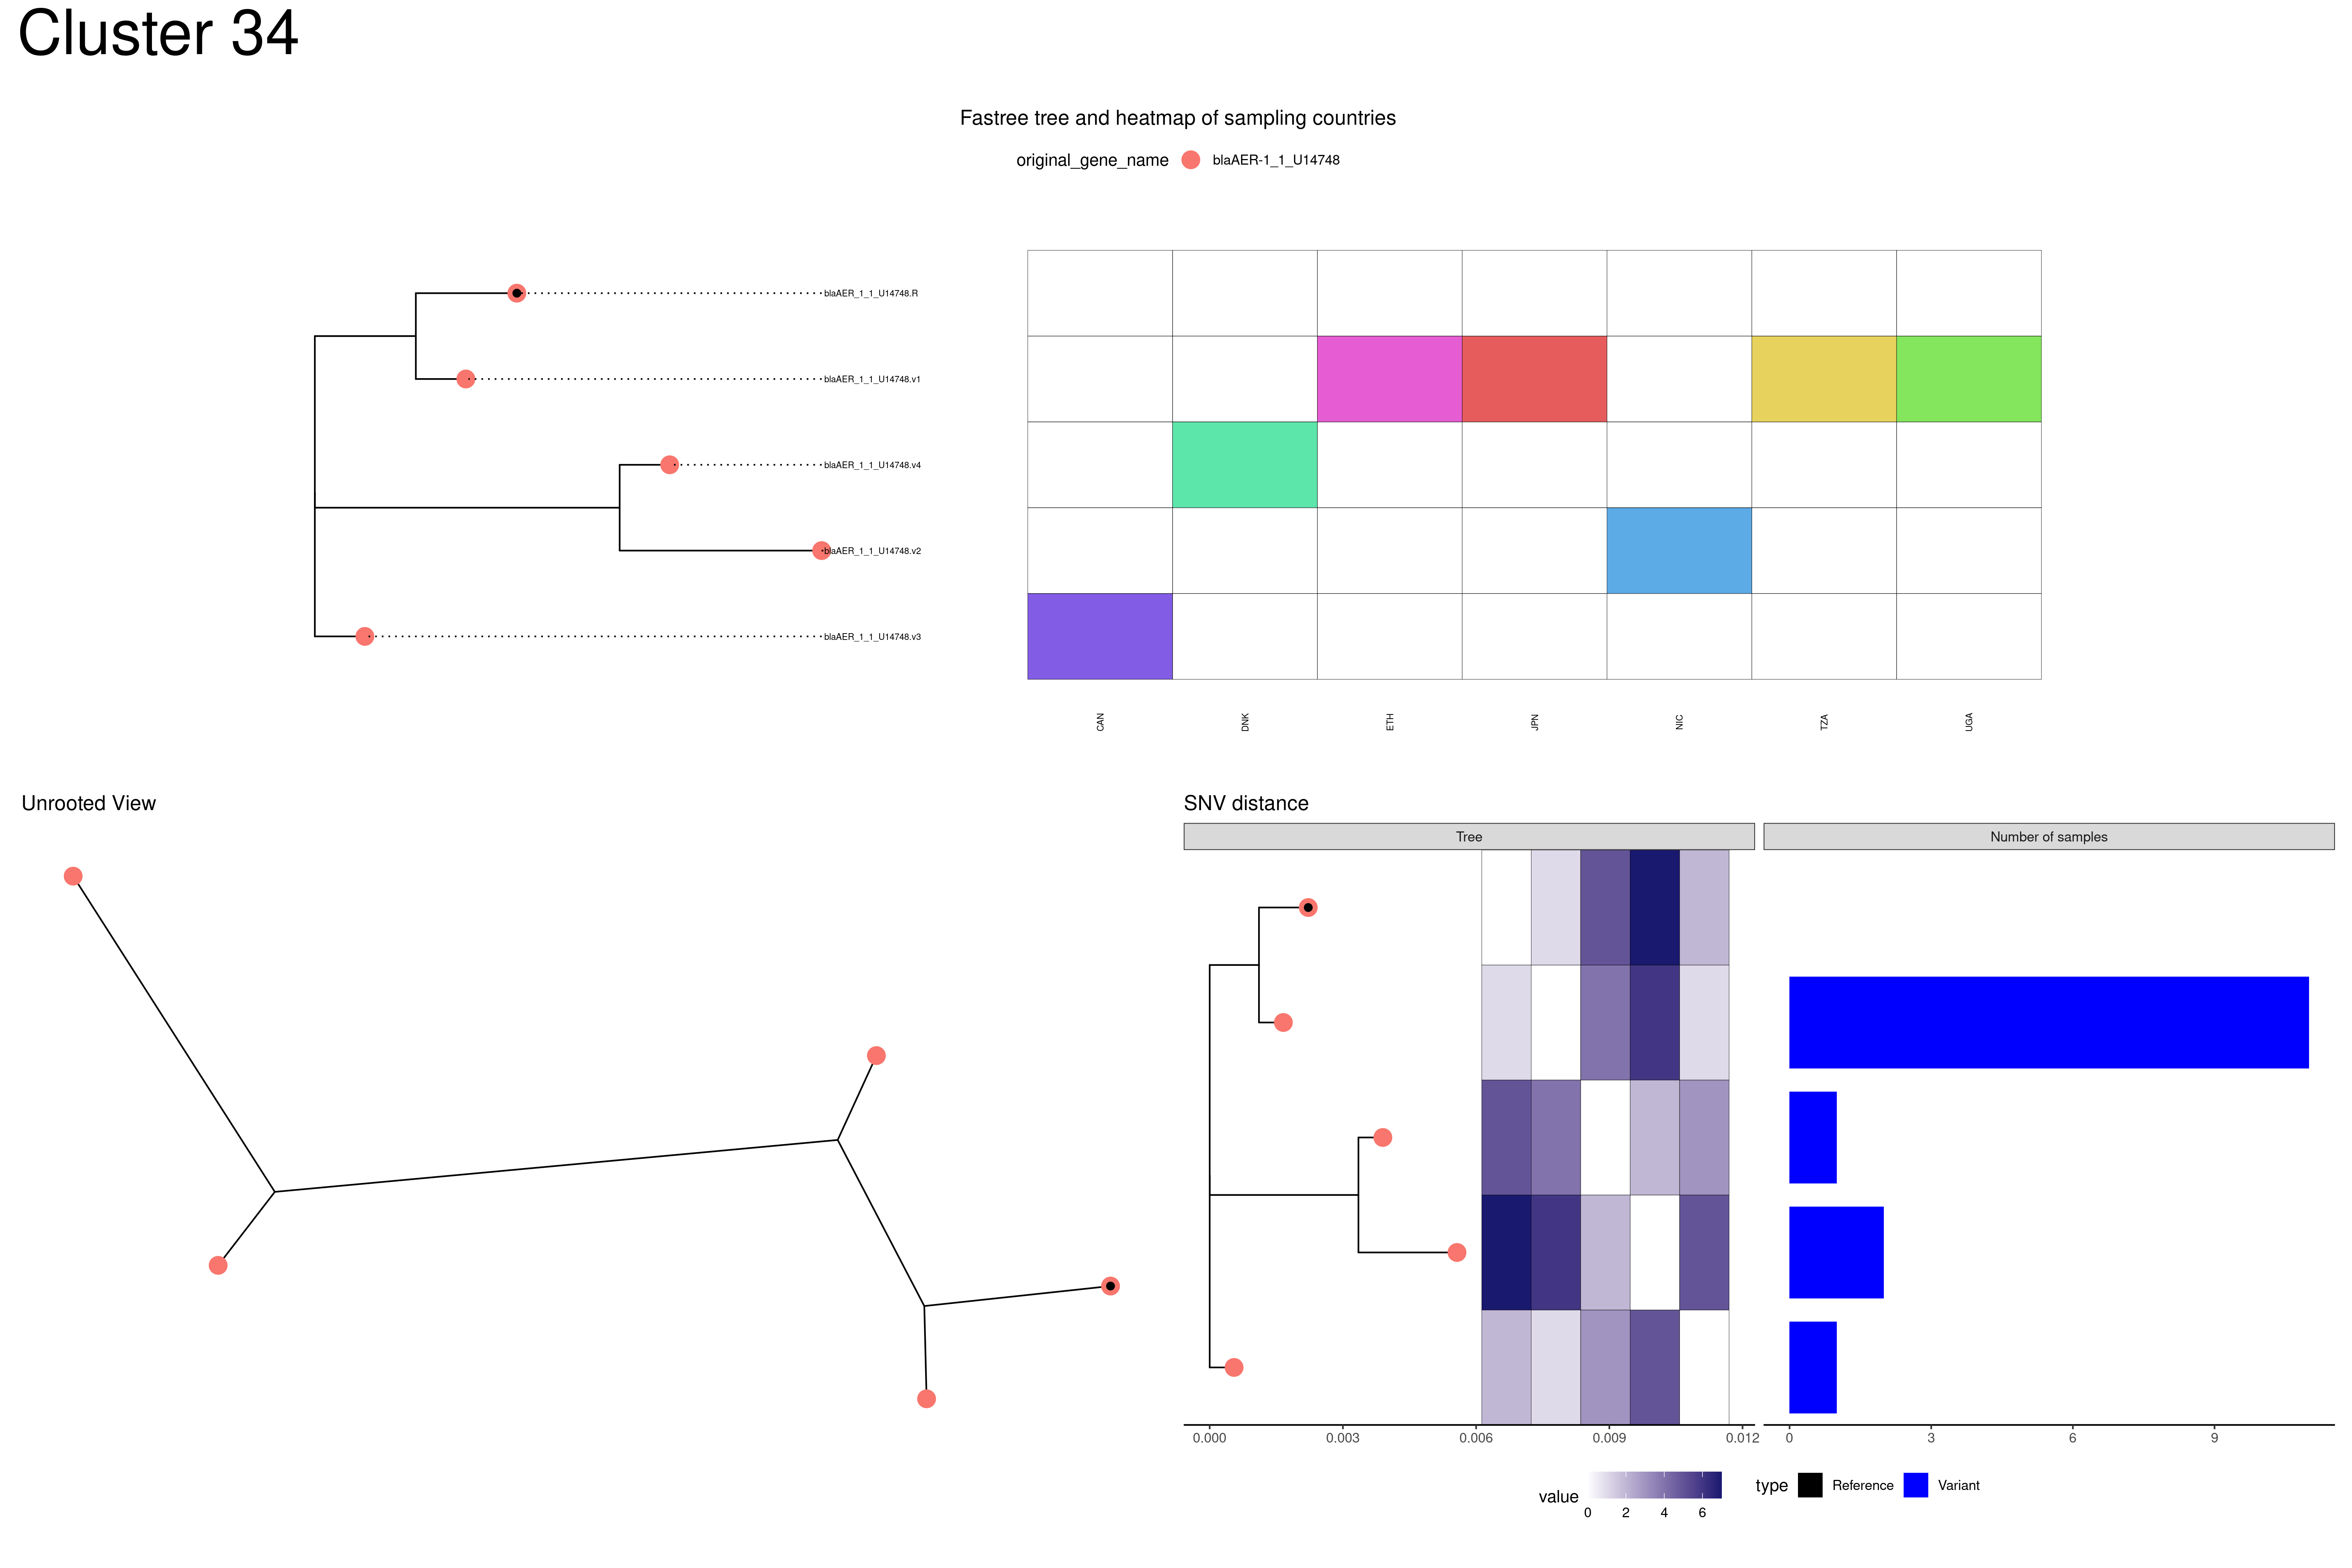 Cluster 34
Fastree tree and heatmap of sampling countries
original_gene_name blaAER-1_1_U14748
blaAER_1_1_U14748.R
blaAER_1_1_U14748.v1
blaAER_1_1_U14748.v4
blaAER_1_1_U14748.v2
blaAER_1_1_U14748.v3
CAN DNK ETH JPN NIC TZA UGA
Unrooted View
SNV distance
Tree Number of samples
0.000 0.003 0.006 0.009 0.012 0 3 6 9
value 0 2 4 6
type Reference Variant